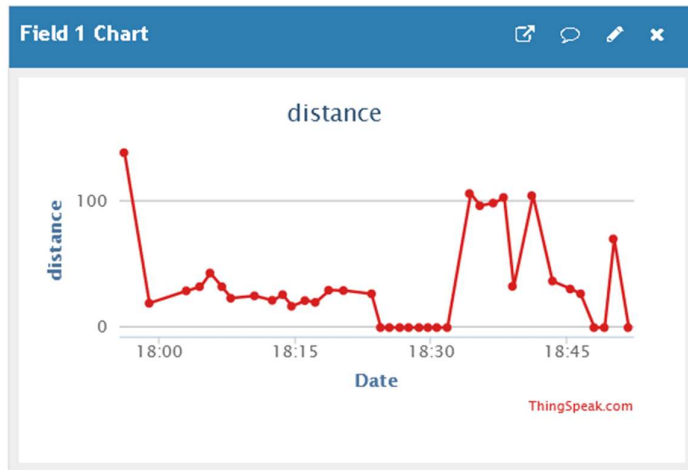 Field 1 Chart
distance
distance
100
0
18:00 18:15 18:30 18:45
Date
ThingSpeak.com